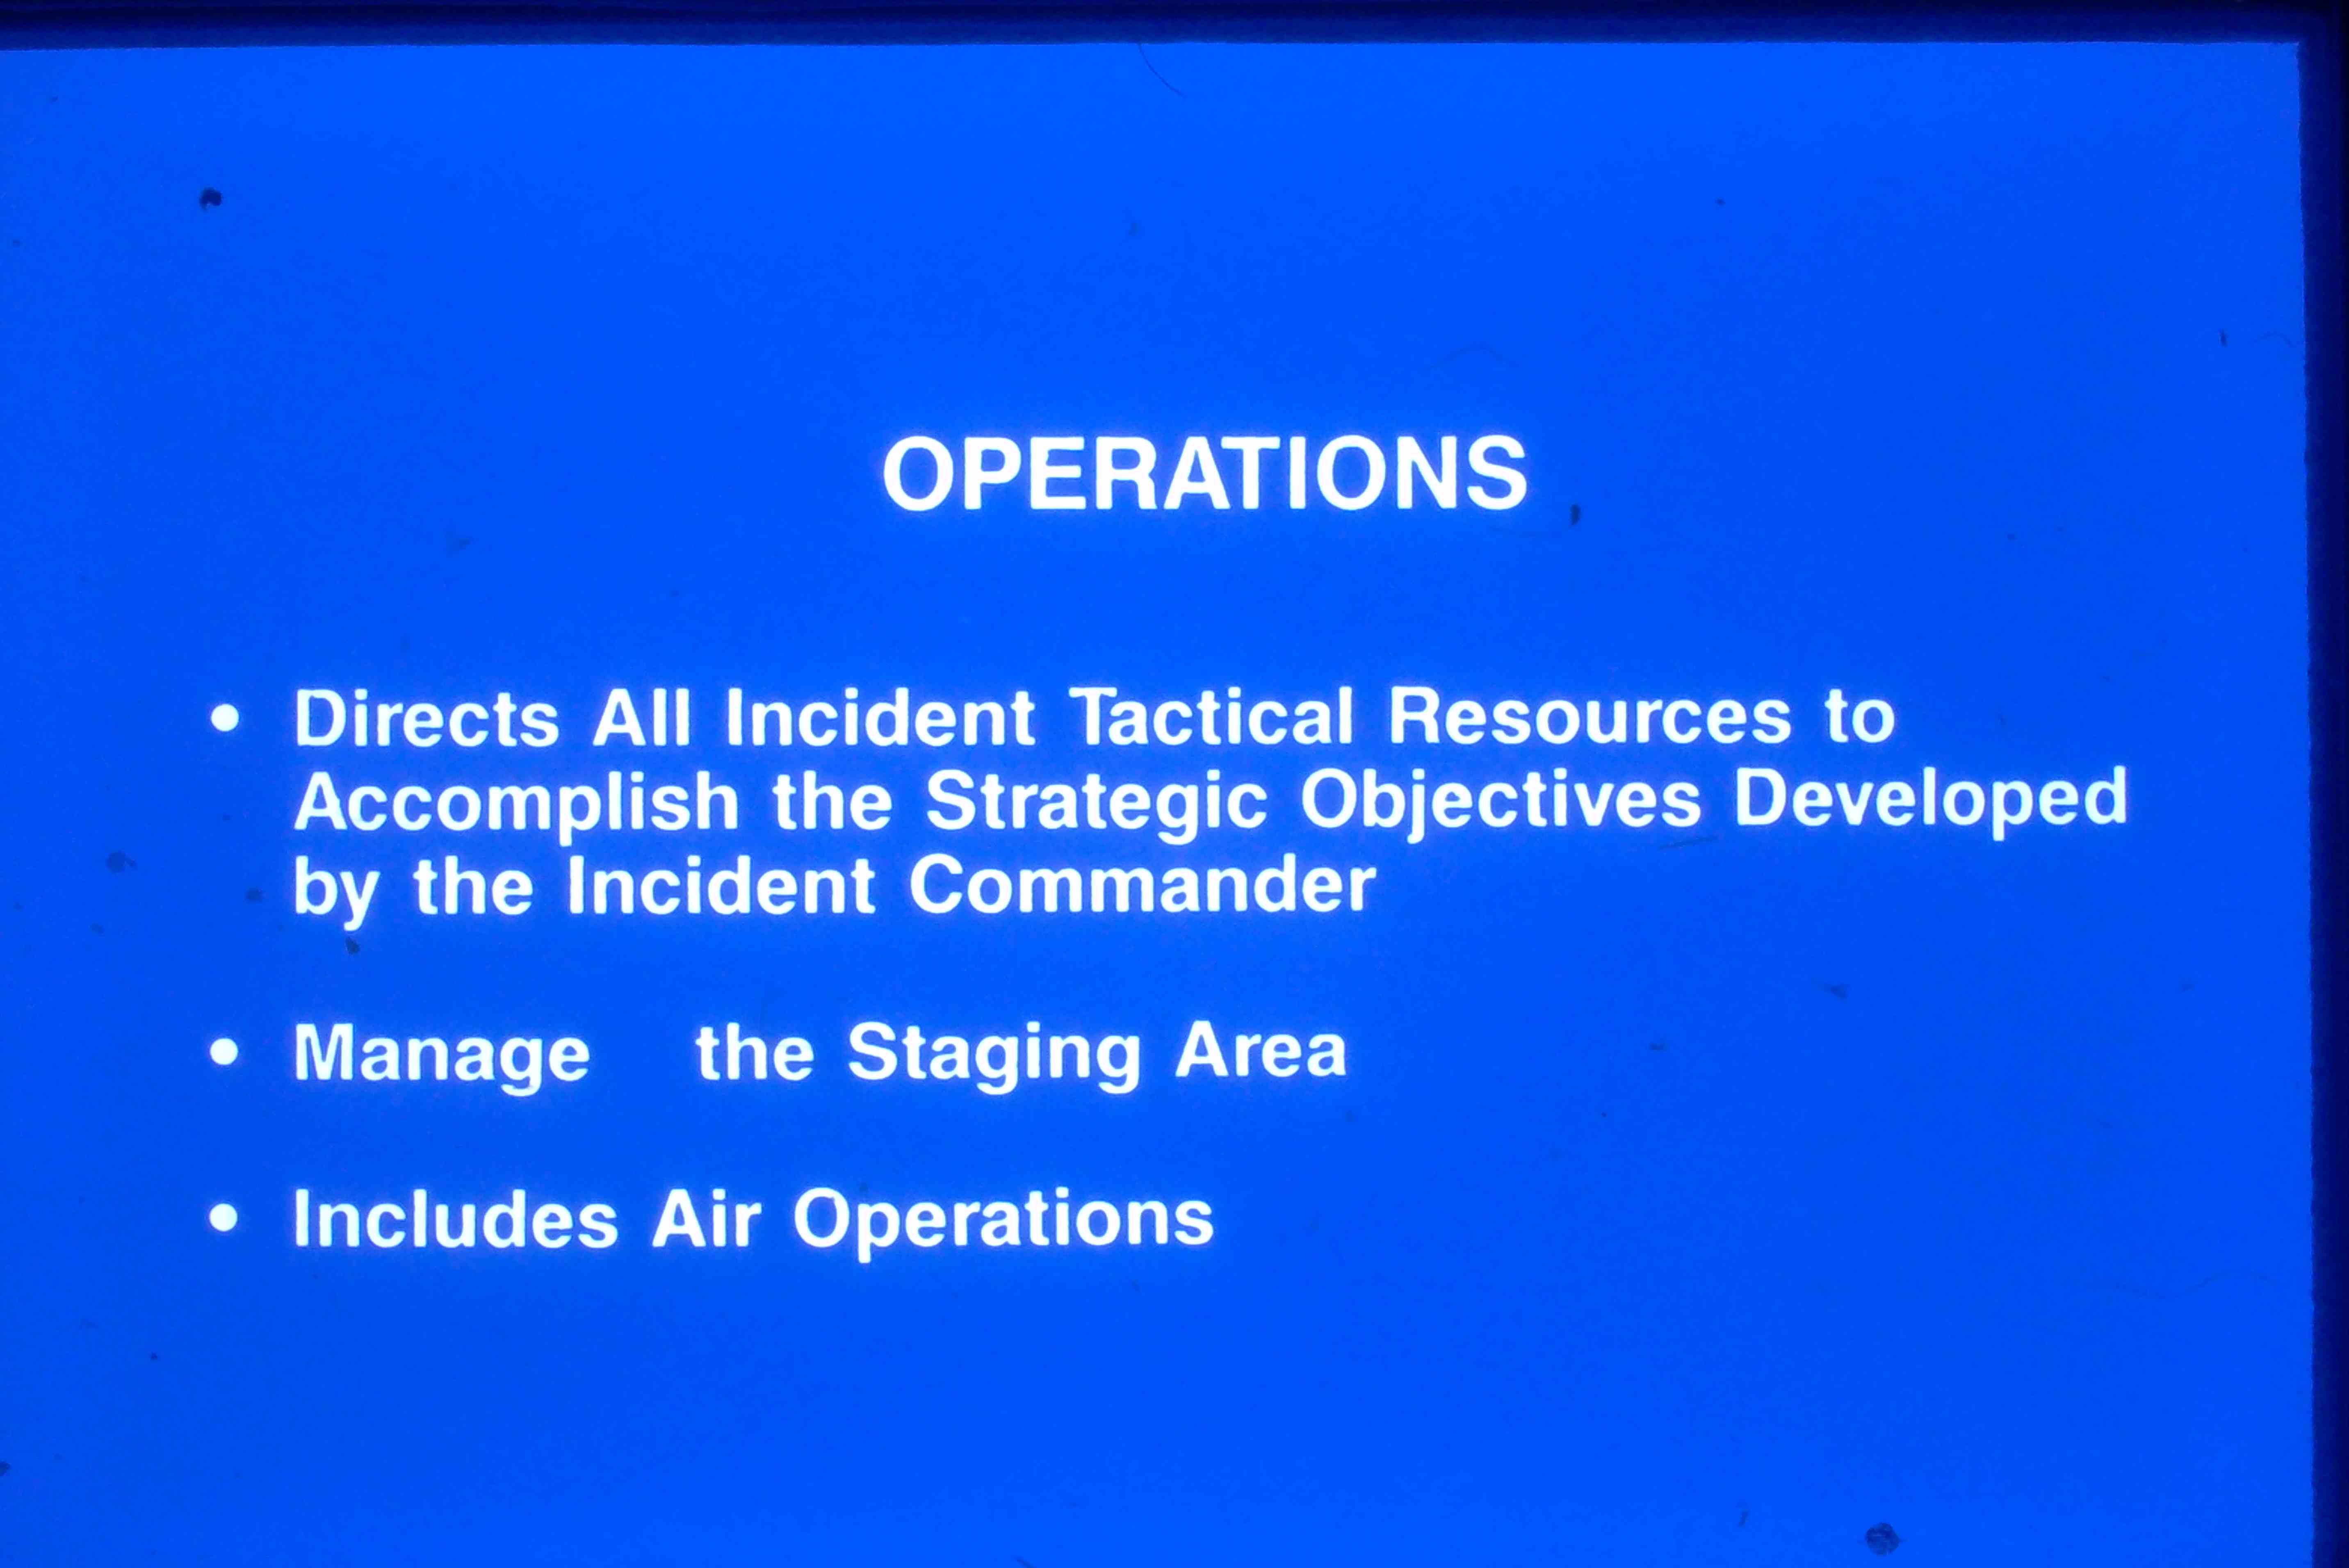 OPERATIONS
• Directs All Incident Tactical Resources to
Accomplish the Strategic Objectives Developed
by the Incident Commander
• Manage the Staging Area
• Includes Air Operations